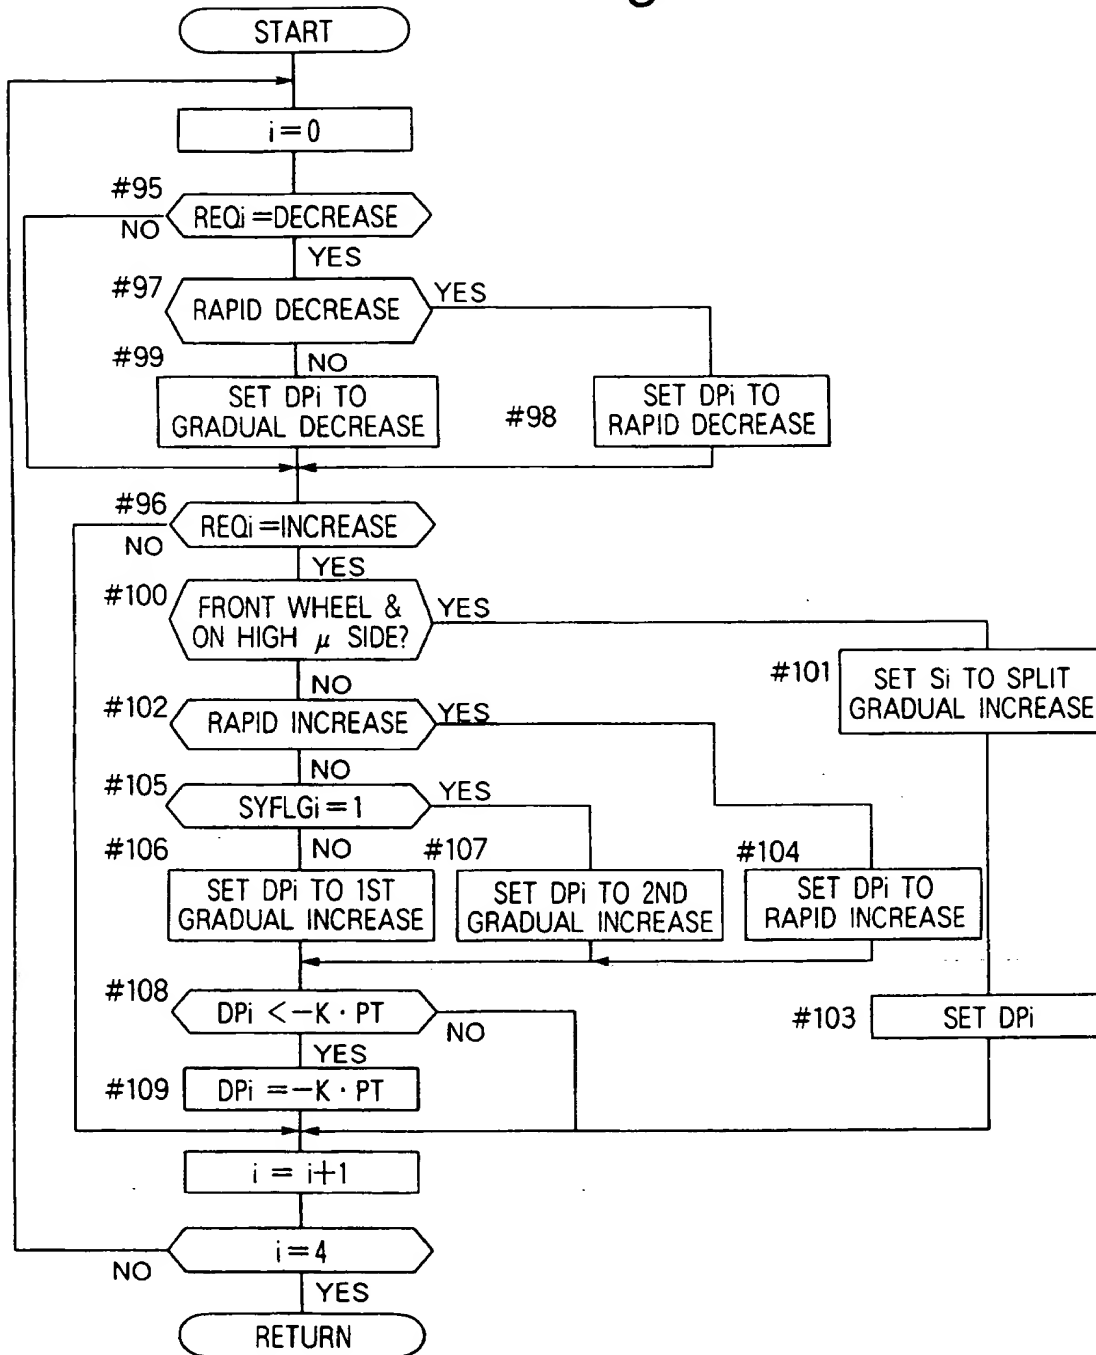 START
i=0
#95
REQi=DECREASE
NO
YES
#97
RAPID DECREASE
YES
#99
NO
SET DPi TO
GRADUAL DECREASE
#98
SET DPi TO
RAPID DECREASE
#96
REQi=INCREASE
NO
YES
#100
FRONT WHEEL &
ON HIGH μ SIDE?
YES
#101
SET Si TO SPLIT
GRADUAL INCREASE
NO
#102
RAPID INCREASE
YES
NO
#105
SYFLGi=1
YES
#106
NO
SET DPi TO 1ST
GRADUAL INCREASE
#107
SET DPi TO 2ND
GRADUAL INCREASE
#104
SET DPi TO
RAPID INCREASE
#108
DPi <-K・PT
NO
YES
#103
SET DPi
#109
DPi =-K・PT
i = i+1
i=4
NO
YES
RETURN